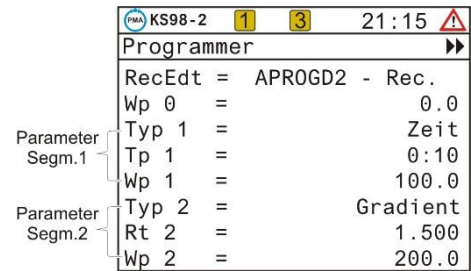 PMA KS98-2 1 3 21:15
Programmer
RecEdt = APROGD2 - Rec.
Wp 0 = 0.0
Parameter Segm.1
Typ 1 = Zeit
Tp 1 = 0:10
Wp 1 = 100.0
Parameter Segm.2
Typ 2 = Gradient
Rt 2 = 1.500
Wp 2 = 200.0